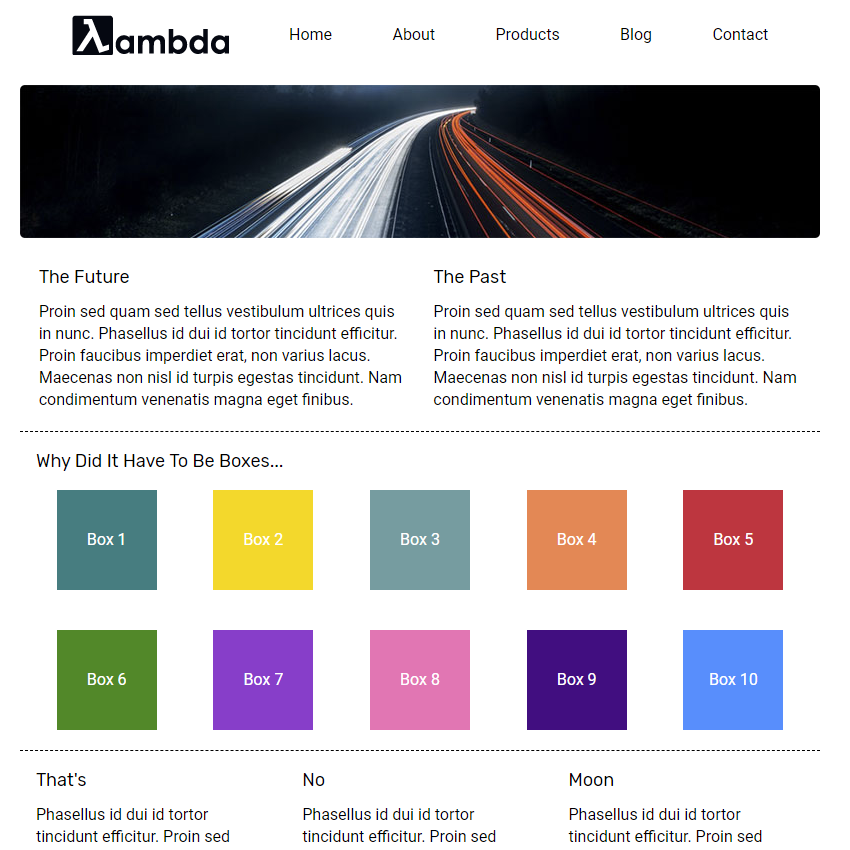 λambda
Home About Products Blog Contact
The Future
Proin sed quam sed tellus vestibulum ultrices quis
in nunc. Phasellus id dui id tortor tincidunt efficitur.
Proin faucibus imperdiet erat, non varius lacus.
Maecenas non nisl id turpis egestas tincidunt. Nam
condimentum venenatis magna eget finibus.
The Past
Proin sed quam sed tellus vestibulum ultrices quis
in nunc. Phasellus id dui id tortor tincidunt efficitur.
Proin faucibus imperdiet erat, non varius lacus.
Maecenas non nisl id turpis egestas tincidunt. Nam
condimentum venenatis magna eget finibus.
Why Did It Have To Be Boxes...
Box 1
Box 2
Box 3
Box 4
Box 5
Box 6
Box 7
Box 8
Box 9
Box 10
That's
Phasellus id dui id tortor
tincidunt efficitur. Proin sed
No
Phasellus id dui id tortor
tincidunt efficitur. Proin sed
Moon
Phasellus id dui id tortor
tincidunt efficitur. Proin sed